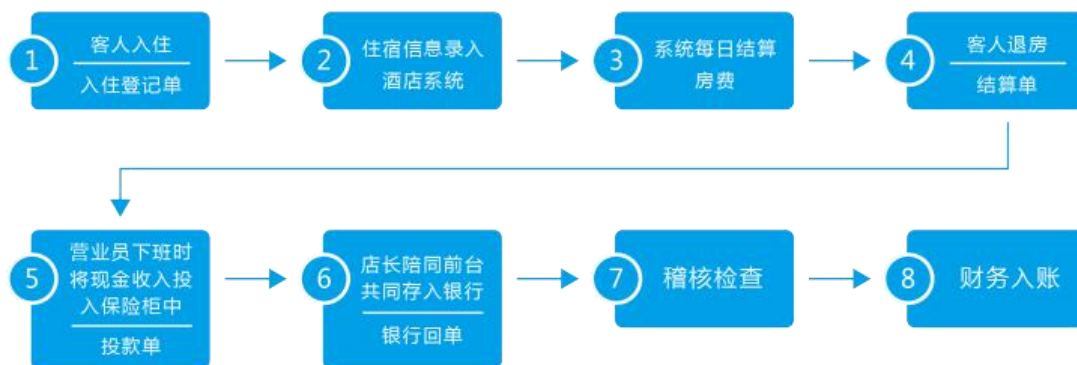 1
客人入住
入住登记单
2
住宿信息录入
酒店系统
3
系统每日结算
房费
4
客人退房
结算单
5
营业员下班时
将现金收入投
入保险柜中
投款单
6
店长陪同前台
共同存入银行
银行回单
7
稽核检查
8
财务入账